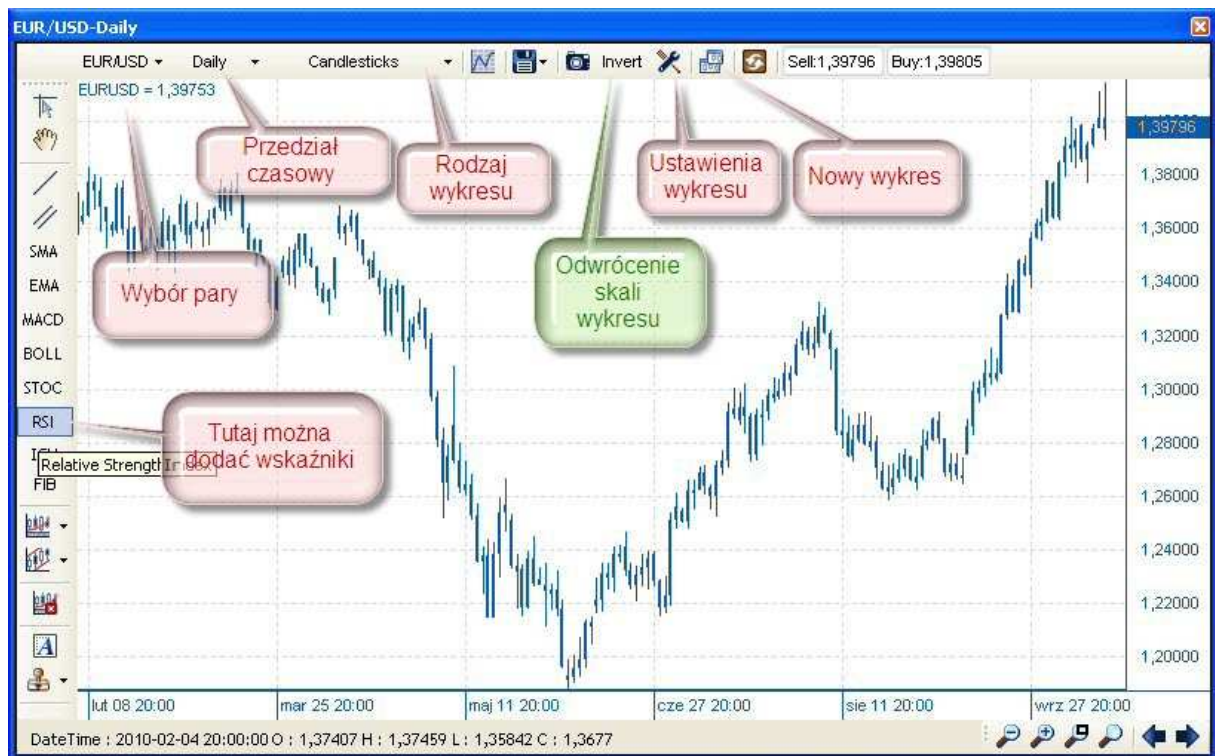 EUR/USD-Daily
EUR/USD Daily Candlesticks Invert Sell:1,39796 Buy:1,39805
EURUSD = 1,39753
Przedział
czasowy
Rodzaj
wykresu
Ustawienia
wykresu
Nowy wykres
Odwrócenie
skali
wykresu
Wybór pary
Tutaj można
dodać wskaźniki
SMA
EMA
MACD
BOLL
STOC
RSI
Relative Strength
FIB
A
1,39796
1,38000
1,36000
1,34000
1,32000
1,30000
1,28000
1,26000
1,24000
1,22000
1,20000
lut 08 20:00 mar 25 20:00 maj 11 20:00 cze 27 20:00 sie 11 20:00 wrz 27 20:00
DateTime : 2010-02-04 20:00:00 O : 1,37407 H : 1,37459 L : 1,35842 C : 1,3677